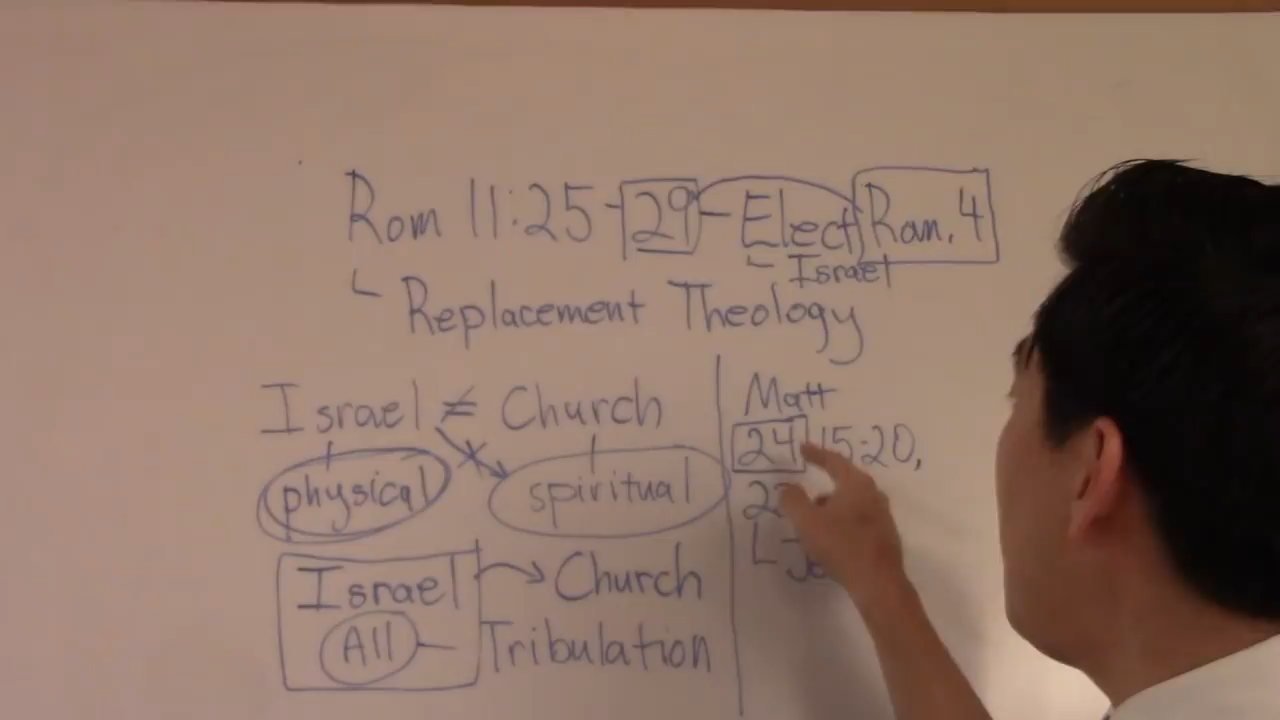 Rom 11:25-29-Elect Rom. 4
└ Israel
└ Replacement Theology
Israel ≠ Church
physical spiritual
Israel → Church
All - Tribulation
Matt
24 15-20,
└